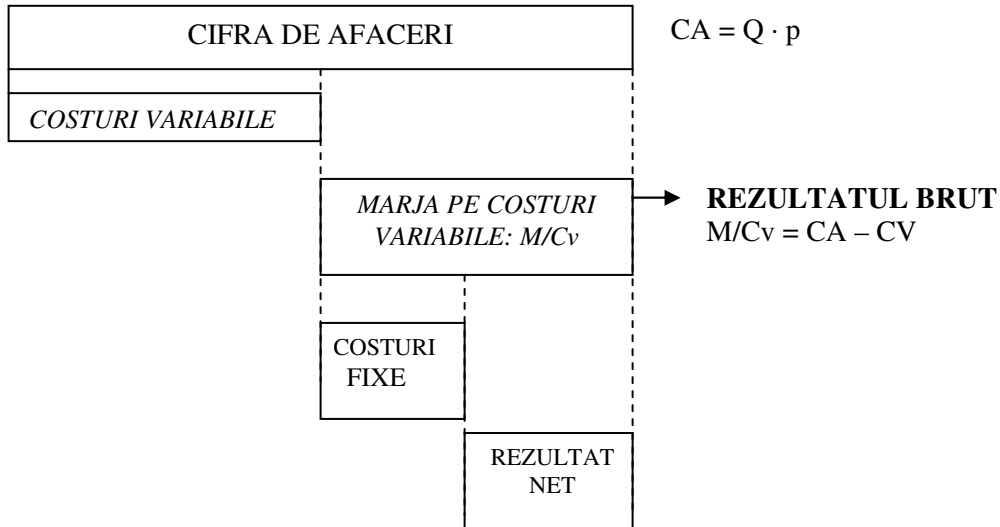 CIFRA DE AFACERI
CA = Q · p
COSTURI VARIABILE
MARJA PE COSTURI
VARIABILE: M/Cv
REZULTATUL BRUT
M/Cv = CA – CV
COSTURI
FIXE
REZULTAT
NET